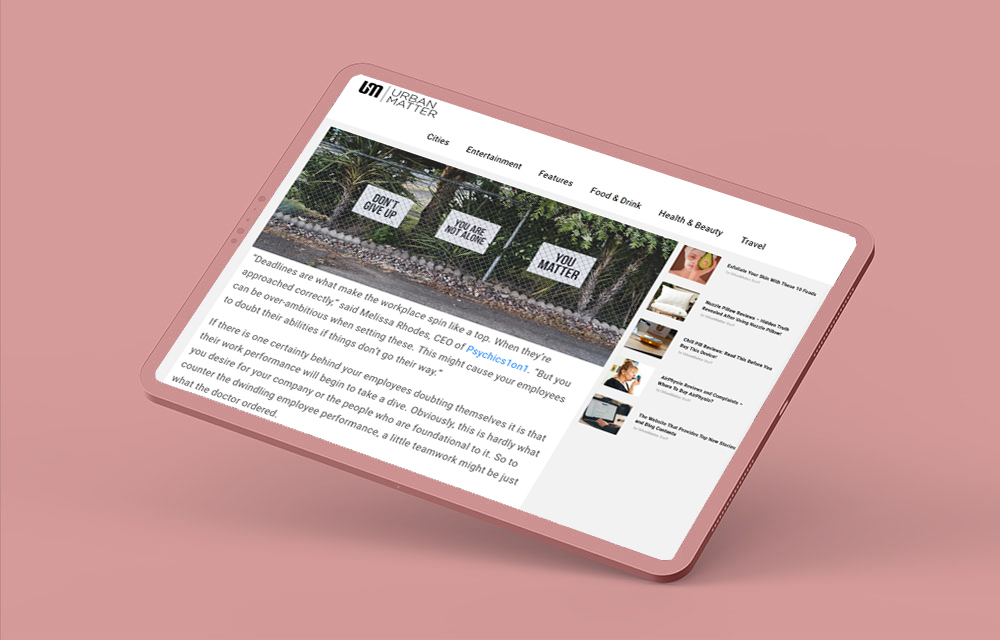 UM
URBAN
MATTER
Cities
Entertainment
Features
Food & Drink
Health & Beauty
Travel
DON'T
GIVE UP
YOU ARE
NOT ALONE
YOU
MATTER
"Deadlines are what make the workplace spin like a top. When they're
approached correctly," said Melissa Rhodes, CEO of Psychics1on1. "But you
can be over-ambitious when setting these. This might cause your employees
to doubt their abilities if things don't go their way."
If there is one certainty behind your employees doubting themselves it is that
their work performance will begin to take a dive. Obviously, this is hardly what
you desire for your company or the people who are foundational to it. So to
counter the dwindling employee performance, a little teamwork might be just
what the doctor ordered.
Exfoliate Your Skin With These 10 Foods
Nuzzle Pillow Reviews – Hidden Truth
Revealed After Using Nuzzle Pillow!
Chill Pill Reviews: Read This Before You
Buy This Device!
AirPhysio Reviews and Complaints –
Where To Buy AirPhysio?
The Website That Provides Top New Stories
and Blog Contents